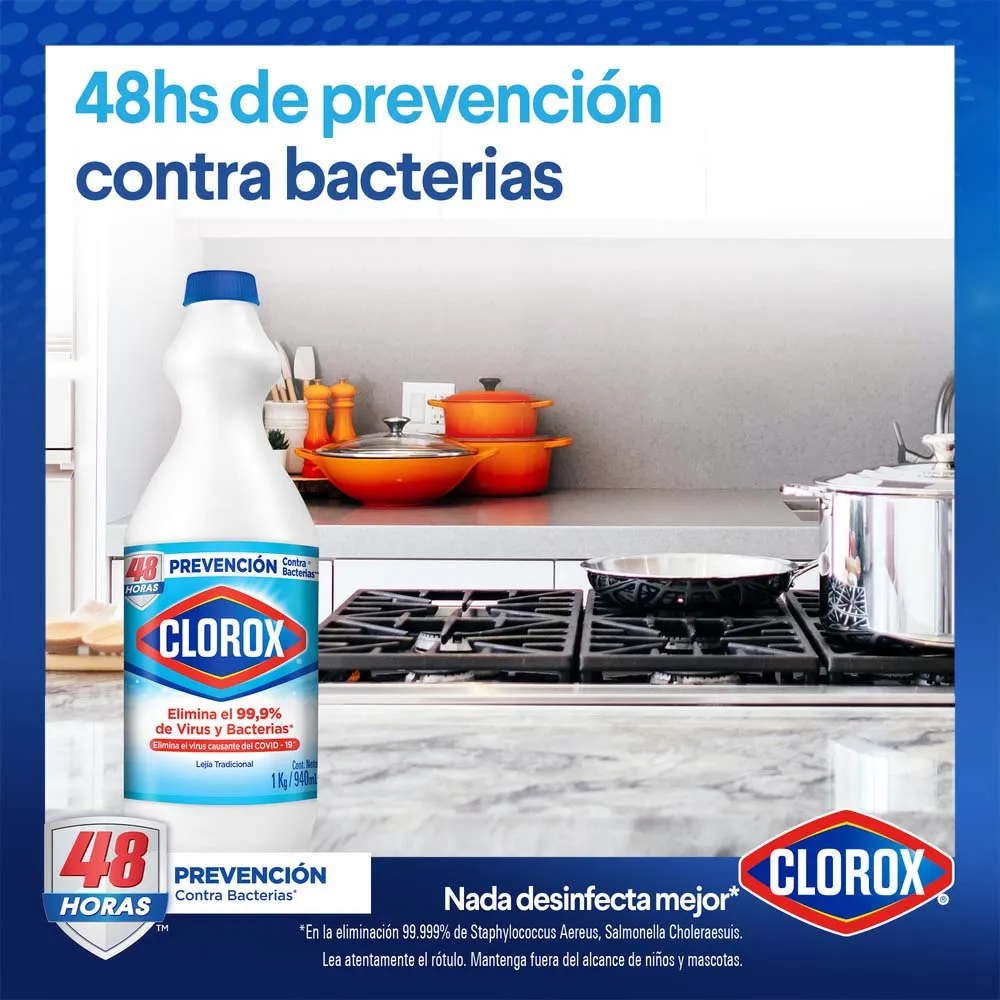 48hs de prevención
contra bacterias
48
HORAS
PREVENCIÓN Contra
Bacterias
CLOROX
Elimina el 99,9%
de Virus y Bacterias*
Elimina el virus causante del COVID - 19*
Lejía Tradicional
Cont. Neto
1 Kg / 940mL
48
HORAS
™
PREVENCIÓN
Contra Bacterias*
Nada desinfecta mejor*
CLOROX
®
*En la eliminación 99.999% de Staphylococcus Aereus, Salmonella Choleraesuis.
Lea atentamente el rótulo. Mantenga fuera del alcance de niños y mascotas.